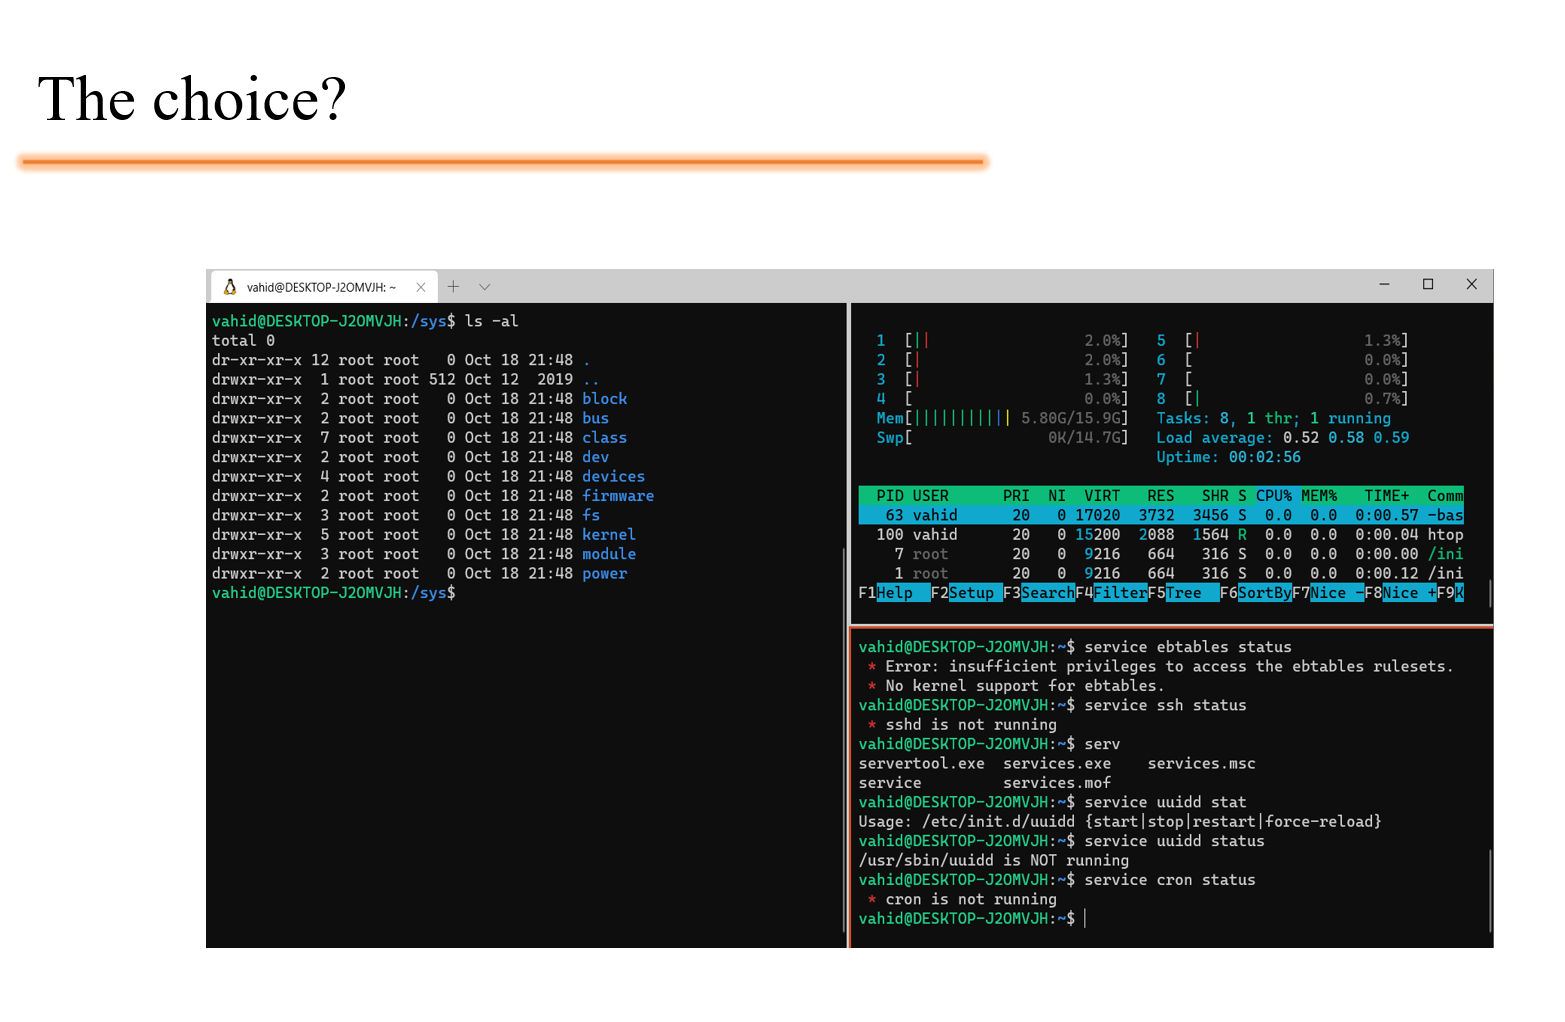 The choice?
vahid@DESKTOP-J2OMVJH: ~
vahid@DESKTOP-J2OMVJH:/sys$ ls -al
total 0
dr-xr-xr-x 12 root root   0 Oct 18 21:48 .
drwxr-xr-x  1 root root 512 Oct 12  2019 ..
drwxr-xr-x  2 root root   0 Oct 18 21:48 block
drwxr-xr-x  2 root root   0 Oct 18 21:48 bus
drwxr-xr-x  7 root root   0 Oct 18 21:48 class
drwxr-xr-x  2 root root   0 Oct 18 21:48 dev
drwxr-xr-x  4 root root   0 Oct 18 21:48 devices
drwxr-xr-x  2 root root   0 Oct 18 21:48 firmware
drwxr-xr-x  3 root root   0 Oct 18 21:48 fs
drwxr-xr-x  5 root root   0 Oct 18 21:48 kernel
drwxr-xr-x  3 root root   0 Oct 18 21:48 module
drwxr-xr-x  2 root root   0 Oct 18 21:48 power
vahid@DESKTOP-J2OMVJH:/sys$
1 [|| 2.0%] 5 [| 1.3%]
2 [| 2.0%] 6 [ 0.0%]
3 [| 1.3%] 7 [ 0.0%]
4 [ 0.0%] 8 [| 0.7%]
Mem[||||||||||| 5.80G/15.9G] Tasks: 8, 1 thr; 1 running
Swp[ 0K/14.7G] Load average: 0.52 0.58 0.59
Uptime: 00:02:56
PID USER PRI NI VIRT RES SHR S CPU% MEM% TIME+ Comm
63 vahid 20 0 17020 3732 3456 S 0.0 0.0 0:00.57 -bas
100 vahid 20 0 15200 2088 1564 R 0.0 0.0 0:00.04 htop
7 root 20 0 9216 664 316 S 0.0 0.0 0:00.00 /ini
1 root 20 0 9216 664 316 S 0.0 0.0 0:00.12 /ini
F1Help F2Setup F3SearchF4FilterF5Tree F6SortByF7Nice -F8Nice +F9K
vahid@DESKTOP-J2OMVJH:~$ service ebtables status
* Error: insufficient privileges to access the ebtables rulesets.
* No kernel support for ebtables.
vahid@DESKTOP-J2OMVJH:~$ service ssh status
* sshd is not running
vahid@DESKTOP-J2OMVJH:~$ serv
servertool.exe services.exe services.msc
service services.mof
vahid@DESKTOP-J2OMVJH:~$ service uuidd stat
Usage: /etc/init.d/uuidd {start|stop|restart|force-reload}
vahid@DESKTOP-J2OMVJH:~$ service uuidd status
/usr/sbin/uuidd is NOT running
vahid@DESKTOP-J2OMVJH:~$ service cron status
* cron is not running
vahid@DESKTOP-J2OMVJH:~$